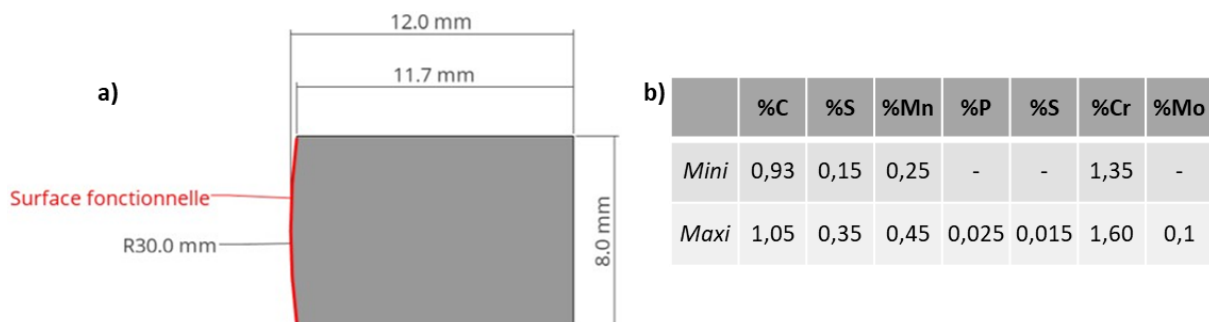 a)
12.0 mm
11.7 mm
Surface fonctionnelle
R30.0 mm
8.0 mm
b)
%C %S %Mn %P %S %Cr %Mo
Mini 0,93 0,15 0,25 - - 1,35 -
Maxi 1,05 0,35 0,45 0,025 0,015 1,60 0,1